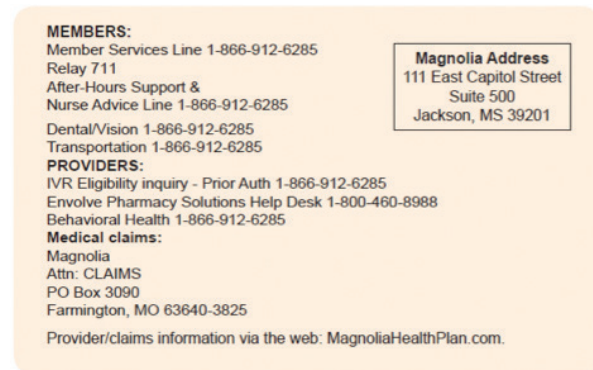 MEMBERS:
Member Services Line 1-866-912-6285
Relay 711
After-Hours Support &
Nurse Advice Line 1-866-912-6285
Dental/Vision 1-866-912-6285
Transportation 1-866-912-6285
PROVIDERS:
IVR Eligibility inquiry - Prior Auth 1-866-912-6285
Envolve Pharmacy Solutions Help Desk 1-800-460-8988
Behavioral Health 1-866-912-6285
Medical claims:
Magnolia
Attn: CLAIMS
PO Box 3090
Farmington, MO 63640-3825
Provider/claims information via the web: MagnoliaHealthPlan.com.
Magnolia Address
111 East Capitol Street
Suite 500
Jackson, MS 39201